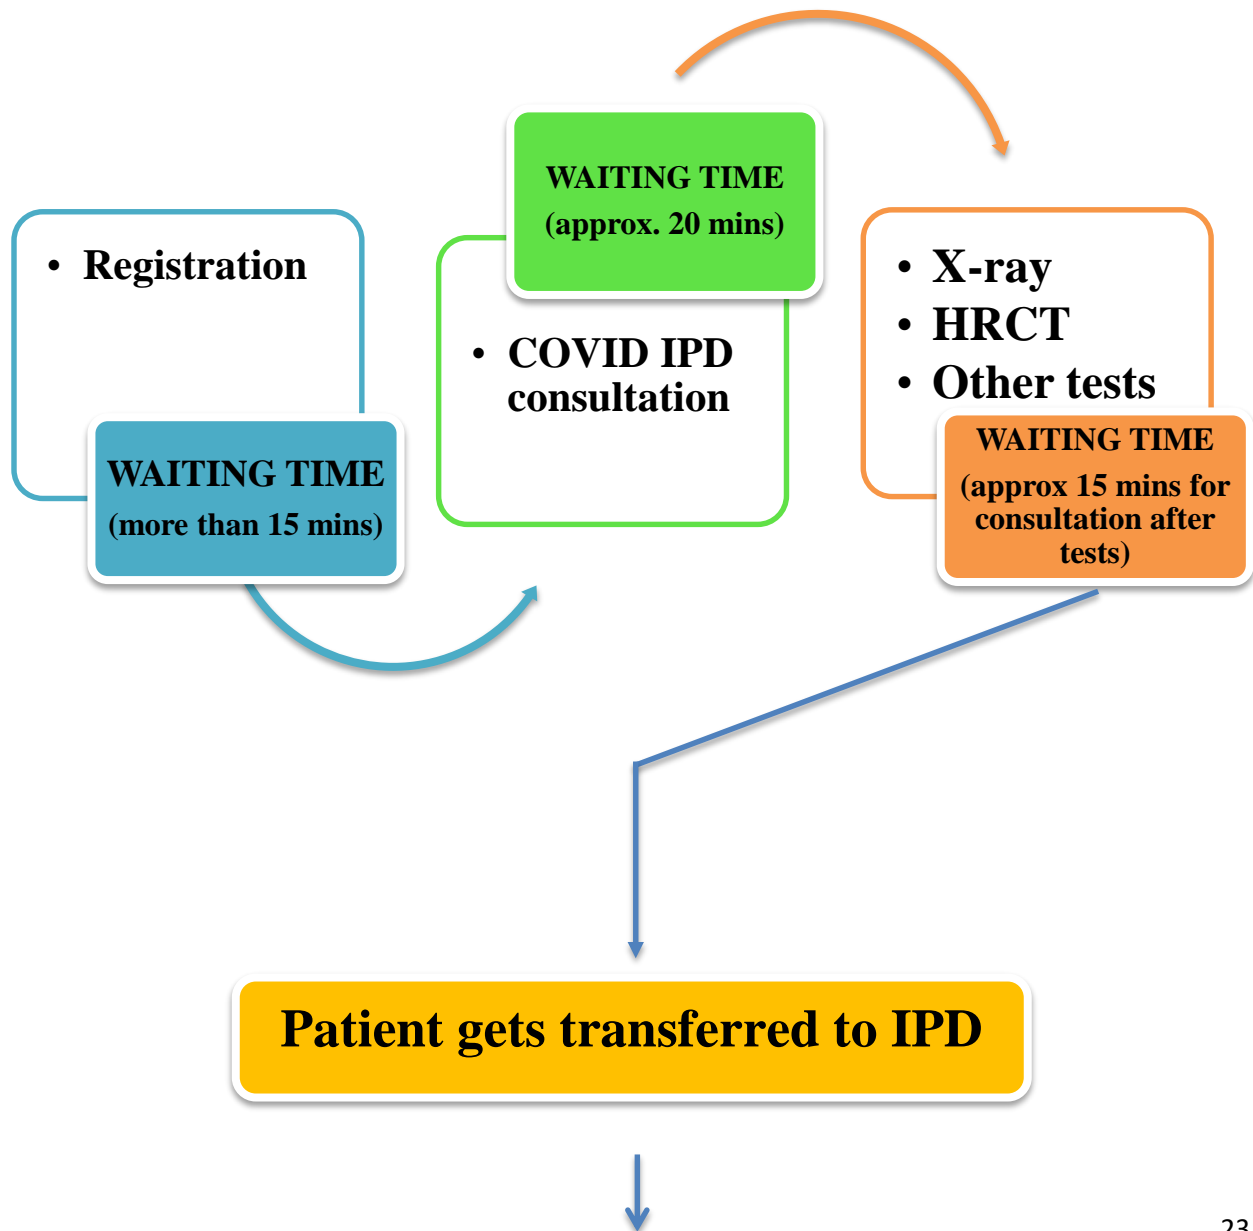 • Registration
WAITING TIME
(more than 15 mins)
WAITING TIME
(approx. 20 mins)
• COVID IPD
consultation
• X-ray
• HRCT
• Other tests
WAITING TIME
(approx 15 mins for
consultation after
tests)
Patient gets transferred to IPD
23